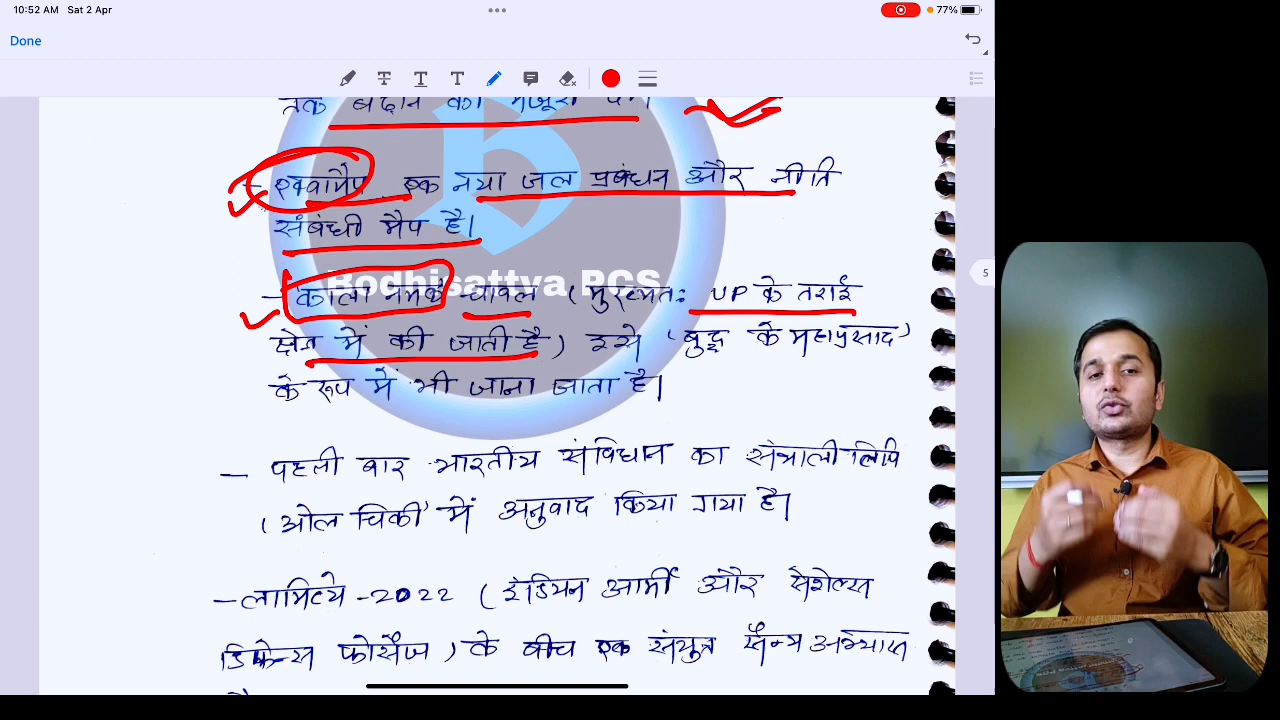 10:52 AM Sat 2 Apr
77%
Done
तक बढ़ाने की मंजूरी दी।
- एक्वामैप एक नया जल प्रबंधन और नीति
संबंधी मैप है।
Bodhisattva PCS
- 'काला नमक' चावल (मुख्यतः UP के तराई
क्षेत्र में की जाती है) इसे 'बुद्ध के महाप्रसाद'
के रूप में भी जाना जाता है।
- पहली बार भारतीय संविधान का संथाली लिपि
'ओल चिकी' में अनुवाद किया गया है।
- लामिट्ये -2022 (इंडियन आर्मी और सेशेल्स
डिफेन्स फोर्सेज) के बीच एक संयुक्त सैन्य अभ्यास
5